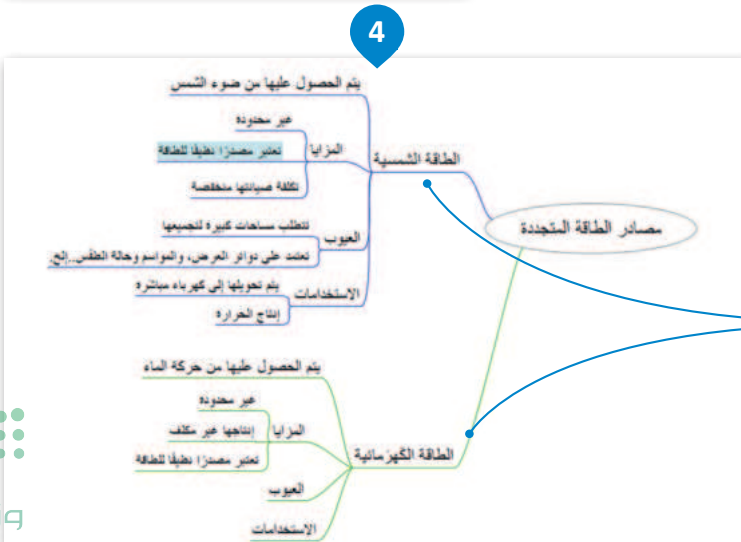 4
مصادر الطاقة المتجددة
الطاقة الشمسية
يتم الحصول عليها من ضوء الشمس
المزايا
غير محدودة
تعتبر مصدرًا نظيفًا للطاقة
تكلفة صيانتها منخفضة
العيوب
تتطلب مساحات كبيرة لتجميعها
تعتمد على دوائر العرض، والمواسم وحالة الطقس..إلخ.
الاستخدامات
يتم تحويلها إلى كهرباء مباشرة
إنتاج الحرارة
الطاقة الكهرمائية
يتم الحصول عليها من حركة الماء
المزايا
غير محدودة
إنتاجها غير مكلف
تعتبر مصدرًا نظيفًا للطاقة
العيوب
الاستخدامات